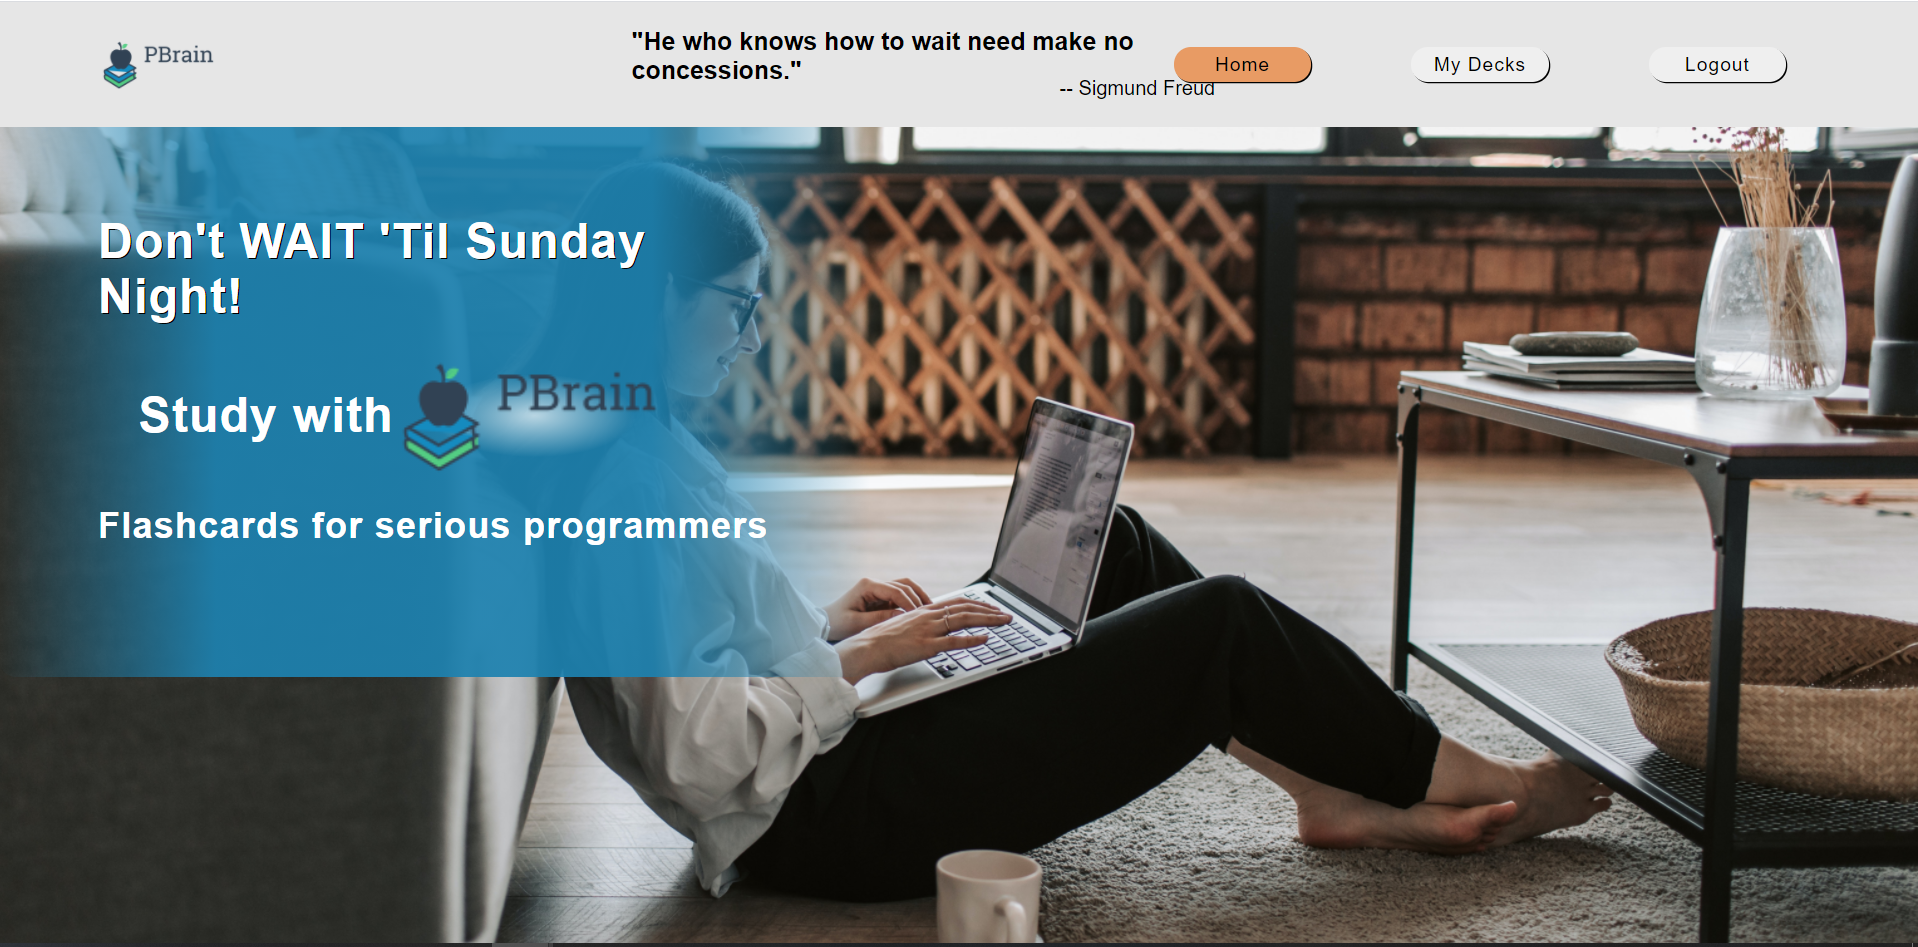 PBrain
"He who knows how to wait need make no
concessions."
-- Sigmund Freud
Home
My Decks
Logout
Don't WAIT 'Til Sunday
Night!
Study with
PBrain
Flashcards for serious programmers